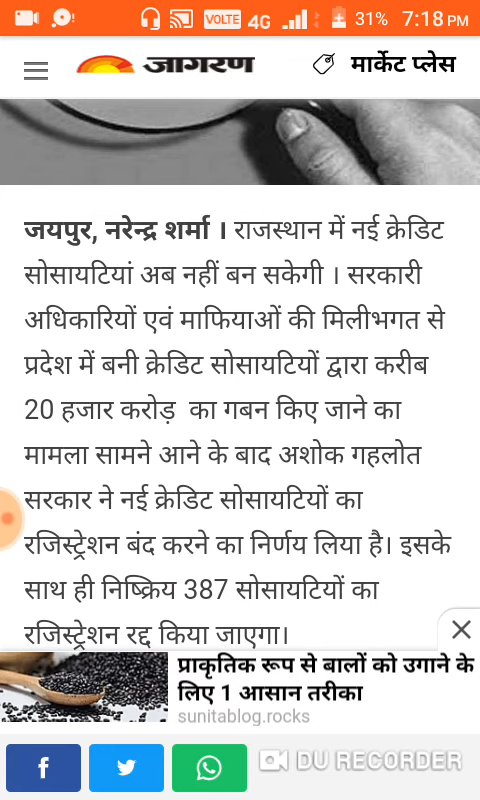 VOLTE 4G 31% 7:18 PM
जागरण मार्केट प्लेस
जयपुर, नरेन्द्र शर्मा । राजस्थान में नई क्रेडिट
सोसायटियां अब नहीं बन सकेगी । सरकारी
अधिकारियों एवं माफियाओं की मिलीभगत से
प्रदेश में बनी क्रेडिट सोसायटियों द्वारा करीब
20 हजार करोड़ का गबन किए जाने का
मामला सामने आने के बाद अशोक गहलोत
सरकार ने नई क्रेडिट सोसायटियों का
रजिस्ट्रेशन बंद करने का निर्णय लिया है। इसके
साथ ही निष्क्रिय 387 सोसायटियों का
रजिस्ट्रेशन रद्द किया जाएगा।
प्राकृतिक रूप से बालों को उगाने के
लिए 1 आसान तरीका
sunitablog.rocks
DU RECORDER